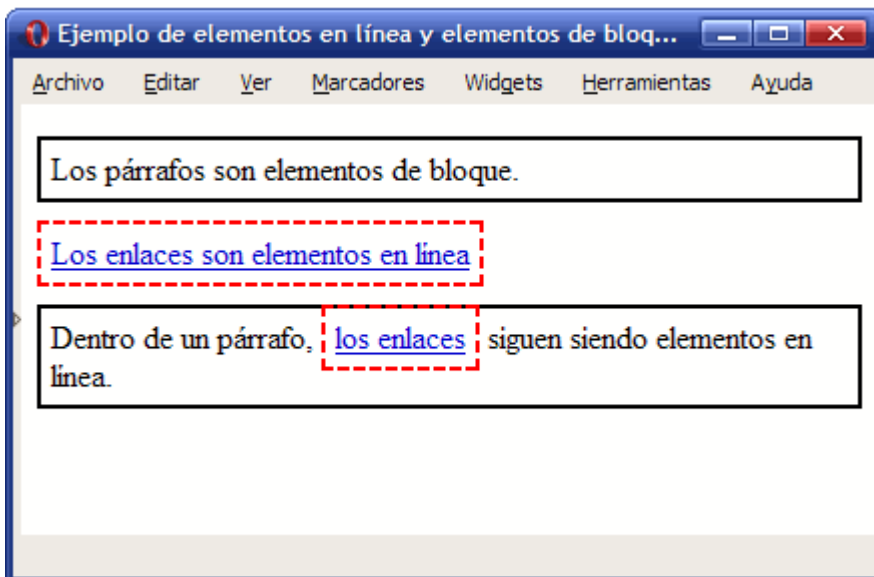 Ejemplo de elementos en línea y elementos de bloq...
Archivo Editar Ver Marcadores Widgets Herramientas Ayuda
Los párrafos son elementos de bloque.
Los enlaces son elementos en línea
Dentro de un párrafo, los enlaces siguen siendo elementos en
línea.